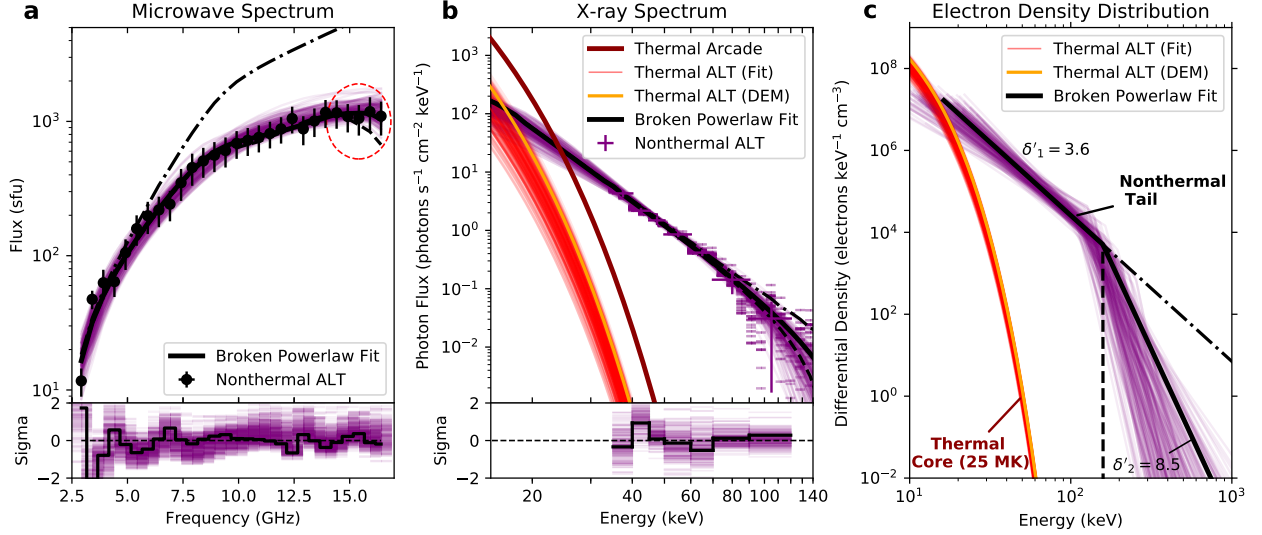 a
Microwave Spectrum
10³
10²
10¹
Flux (sfu)
Broken Powerlaw Fit
Nonthermal ALT
2
0
−2
Sigma
2.5
5.0
7.5
10.0
12.5
15.0
Frequency (GHz)
b
X-ray Spectrum
10³
10²
10¹
10⁰
10⁻¹
10⁻²
Photon Flux (photons s⁻¹ cm⁻² keV⁻¹)
Thermal Arcade
Thermal ALT (Fit)
Thermal ALT (DEM)
Broken Powerlaw Fit
Nonthermal ALT
2
0
−2
Sigma
20
40
60
80
100
140
Energy (keV)
c
Electron Density Distribution
10⁸
10⁶
10⁴
10²
10⁰
10⁻²
Differential Density (electrons keV⁻¹ cm⁻³)
Thermal ALT (Fit)
Thermal ALT (DEM)
Broken Powerlaw Fit
δ′₁ = 3.6
Nonthermal
Tail
Thermal
Core (25 MK)
δ′₂ = 8.5
10¹
10²
10³
Energy (keV)